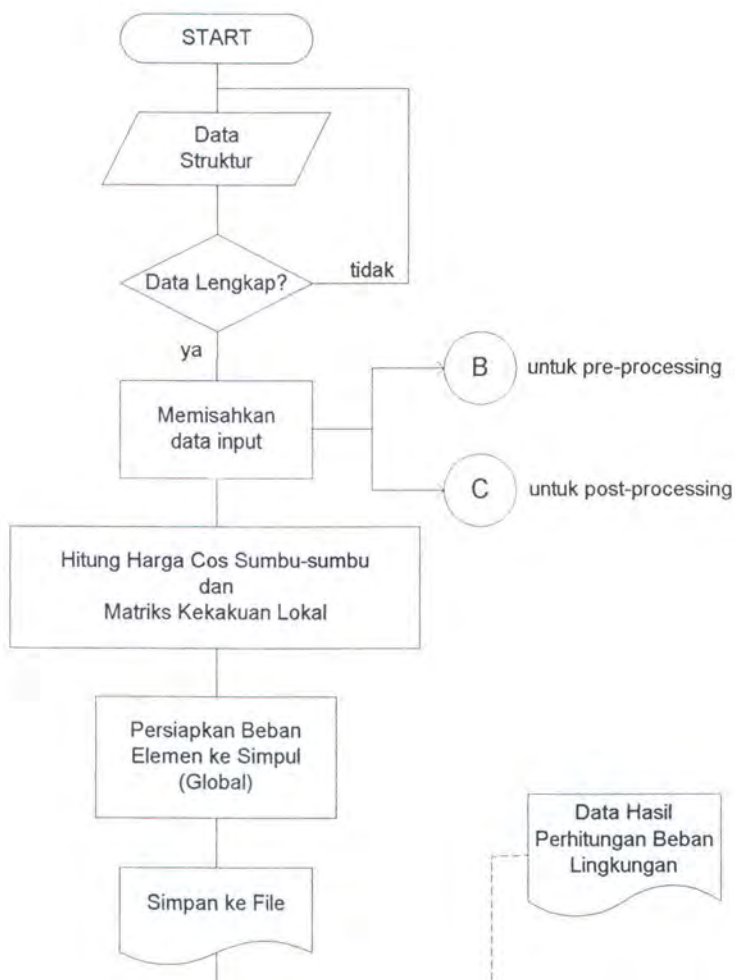 START
Data
Struktur
Data Lengkap?
tidak
ya
Memisahkan
data input
B
untuk pre-processing
C
untuk post-processing
Hitung Harga Cos Sumbu-sumbu
dan
Matriks Kekakuan Lokal
Persiapkan Beban
Elemen ke Simpul
(Global)
Data Hasil
Perhitungan Beban
Lingkungan
Simpan ke File